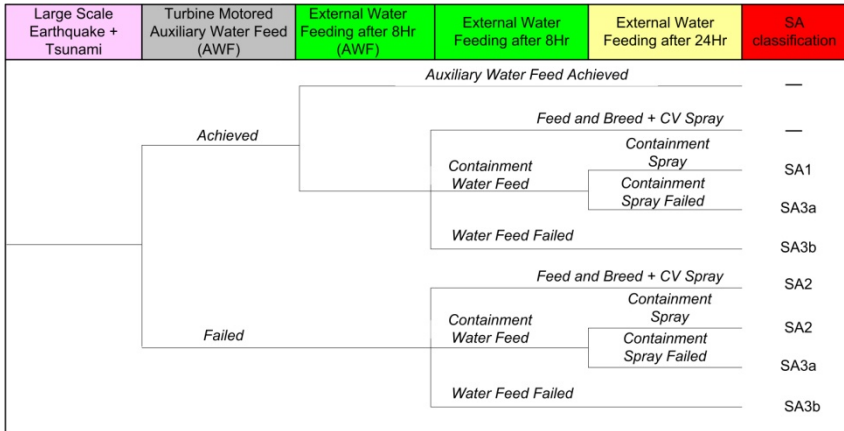 Large Scale
Earthquake +
Tsunami
Turbine Motored
Auxiliary Water Feed
(AWF)
External Water
Feeding after 8Hr
(AWF)
External Water
Feeding after 8Hr
External Water
Feeding after 24Hr
SA
classification
Auxiliary Water Feed Achieved
—
Feed and Breed + CV Spray
—
Achieved
Containment
Water Feed
Containment
Spray
SA1
Containment
Spray Failed
SA3a
Water Feed Failed
SA3b
Feed and Breed + CV Spray
SA2
Failed
Containment
Water Feed
Containment
Spray
SA2
Containment
Spray Failed
SA3a
Water Feed Failed
SA3b